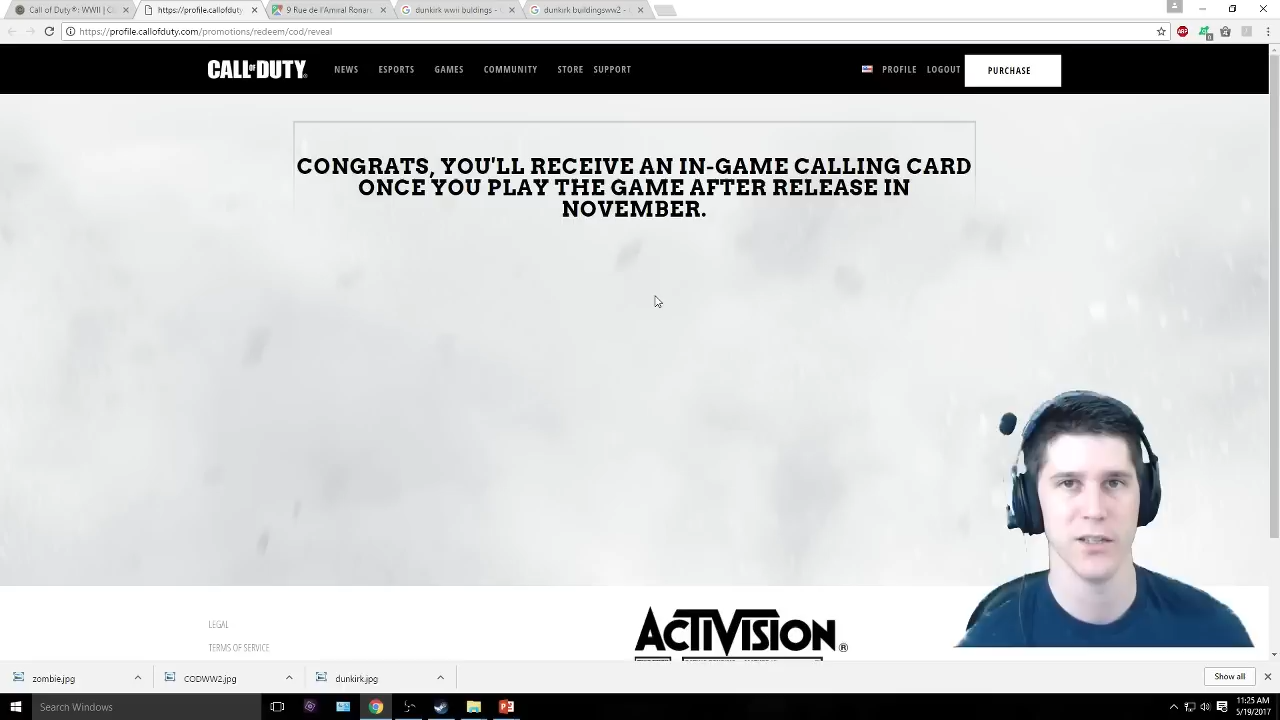 Call of Duty®: WWII | C
https://profile.callofduty
9 Rue de l'Amiral Ronarc
dunkirk wwii buldings -
dunkirk buildingsww2 -
https://profile.callofduty.com/promotions/redeem/cod/reveal
ABP
CALL OF DUTY®
NEWS
ESPORTS
GAMES
COMMUNITY
STORE
SUPPORT
PROFILE
LOGOUT
PURCHASE
CONGRATS, YOU'LL RECEIVE AN IN-GAME CALLING CARD
ONCE YOU PLAY THE GAME AFTER RELEASE IN
NOVEMBER.
LEGAL
TERMS OF SERVICE
ACTIVISION®
zombie.jpg
CODWW2.jpg
dunkirk.jpg
Show all
Search Windows
11:25 AM
5/19/2017